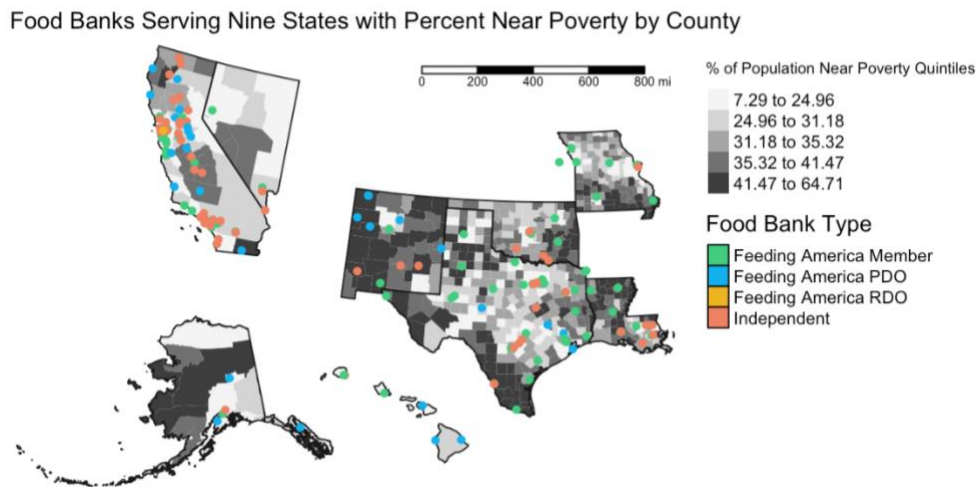 Food Banks Serving Nine States with Percent Near Poverty by County
0 200 400 600 800 mi
% of Population Near Poverty Quintiles
7.29 to 24.96
24.96 to 31.18
31.18 to 35.32
35.32 to 41.47
41.47 to 64.71
Food Bank Type
Feeding America Member
Feeding America PDO
Feeding America RDO
Independent